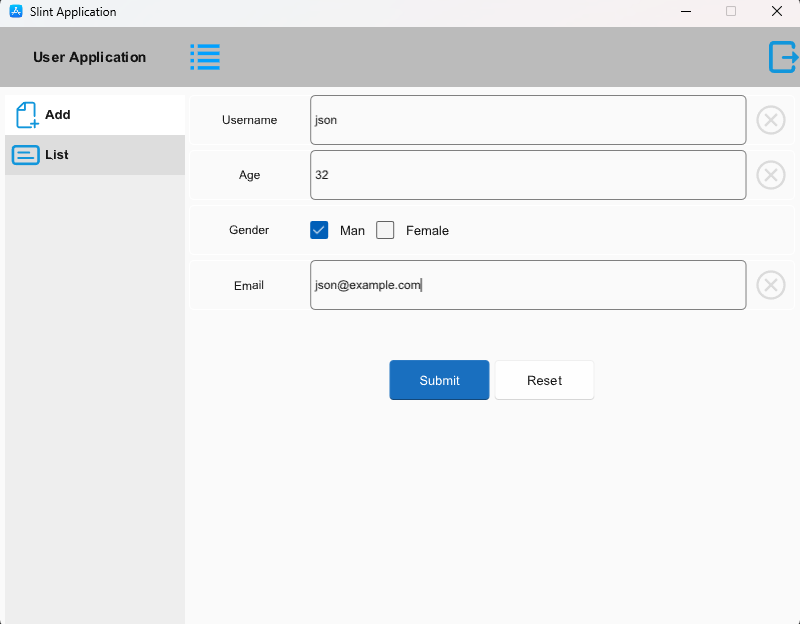 Slint Application
User Application
Add
List
Username
json
Age
32
Gender
Man
Female
Email
json@example.com
Submit
Reset